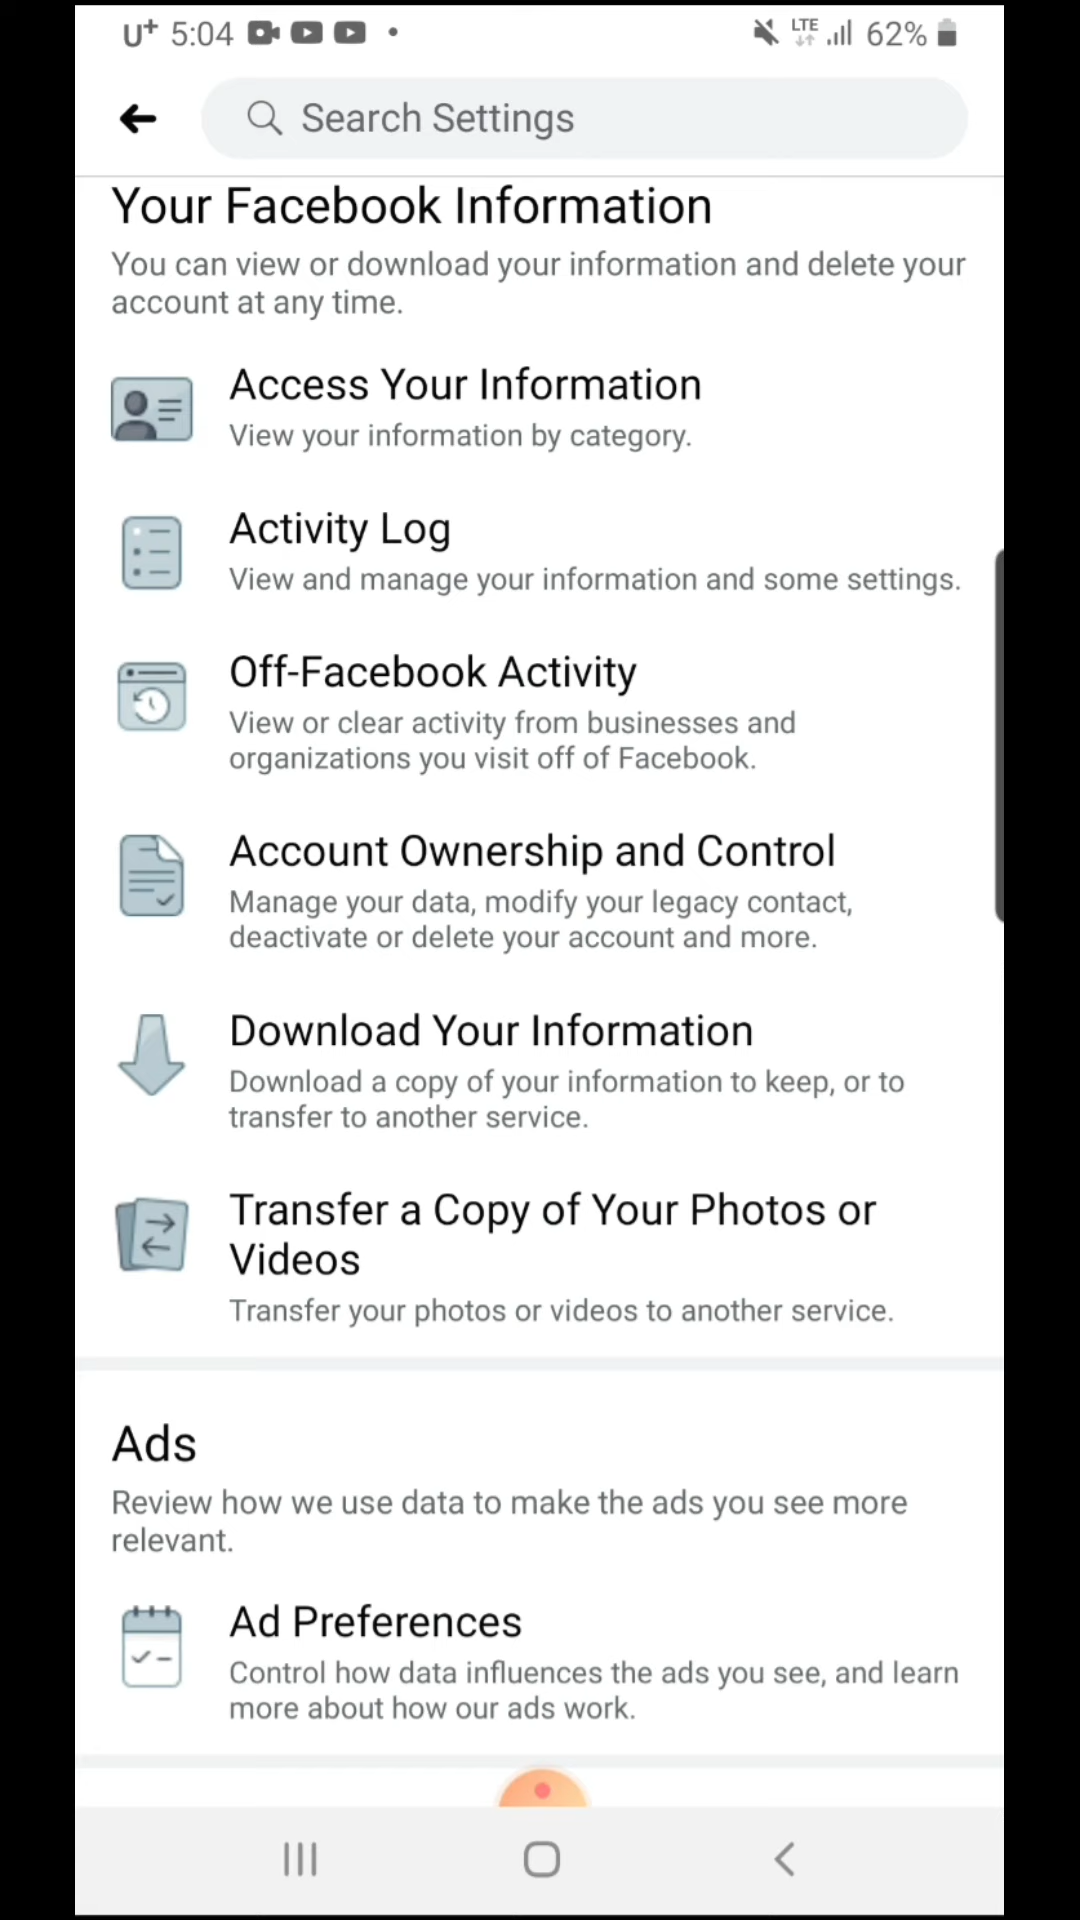 U+ 5:04 LTE 62%
Search Settings
Your Facebook Information
You can view or download your information and delete your
account at any time.
Access Your Information
View your information by category.
Activity Log
View and manage your information and some settings.
Off-Facebook Activity
View or clear activity from businesses and
organizations you visit off of Facebook.
Account Ownership and Control
Manage your data, modify your legacy contact,
deactivate or delete your account and more.
Download Your Information
Download a copy of your information to keep, or to
transfer to another service.
Transfer a Copy of Your Photos or
Videos
Transfer your photos or videos to another service.
Ads
Review how we use data to make the ads you see more
relevant.
Ad Preferences
Control how data influences the ads you see, and learn
more about how our ads work.